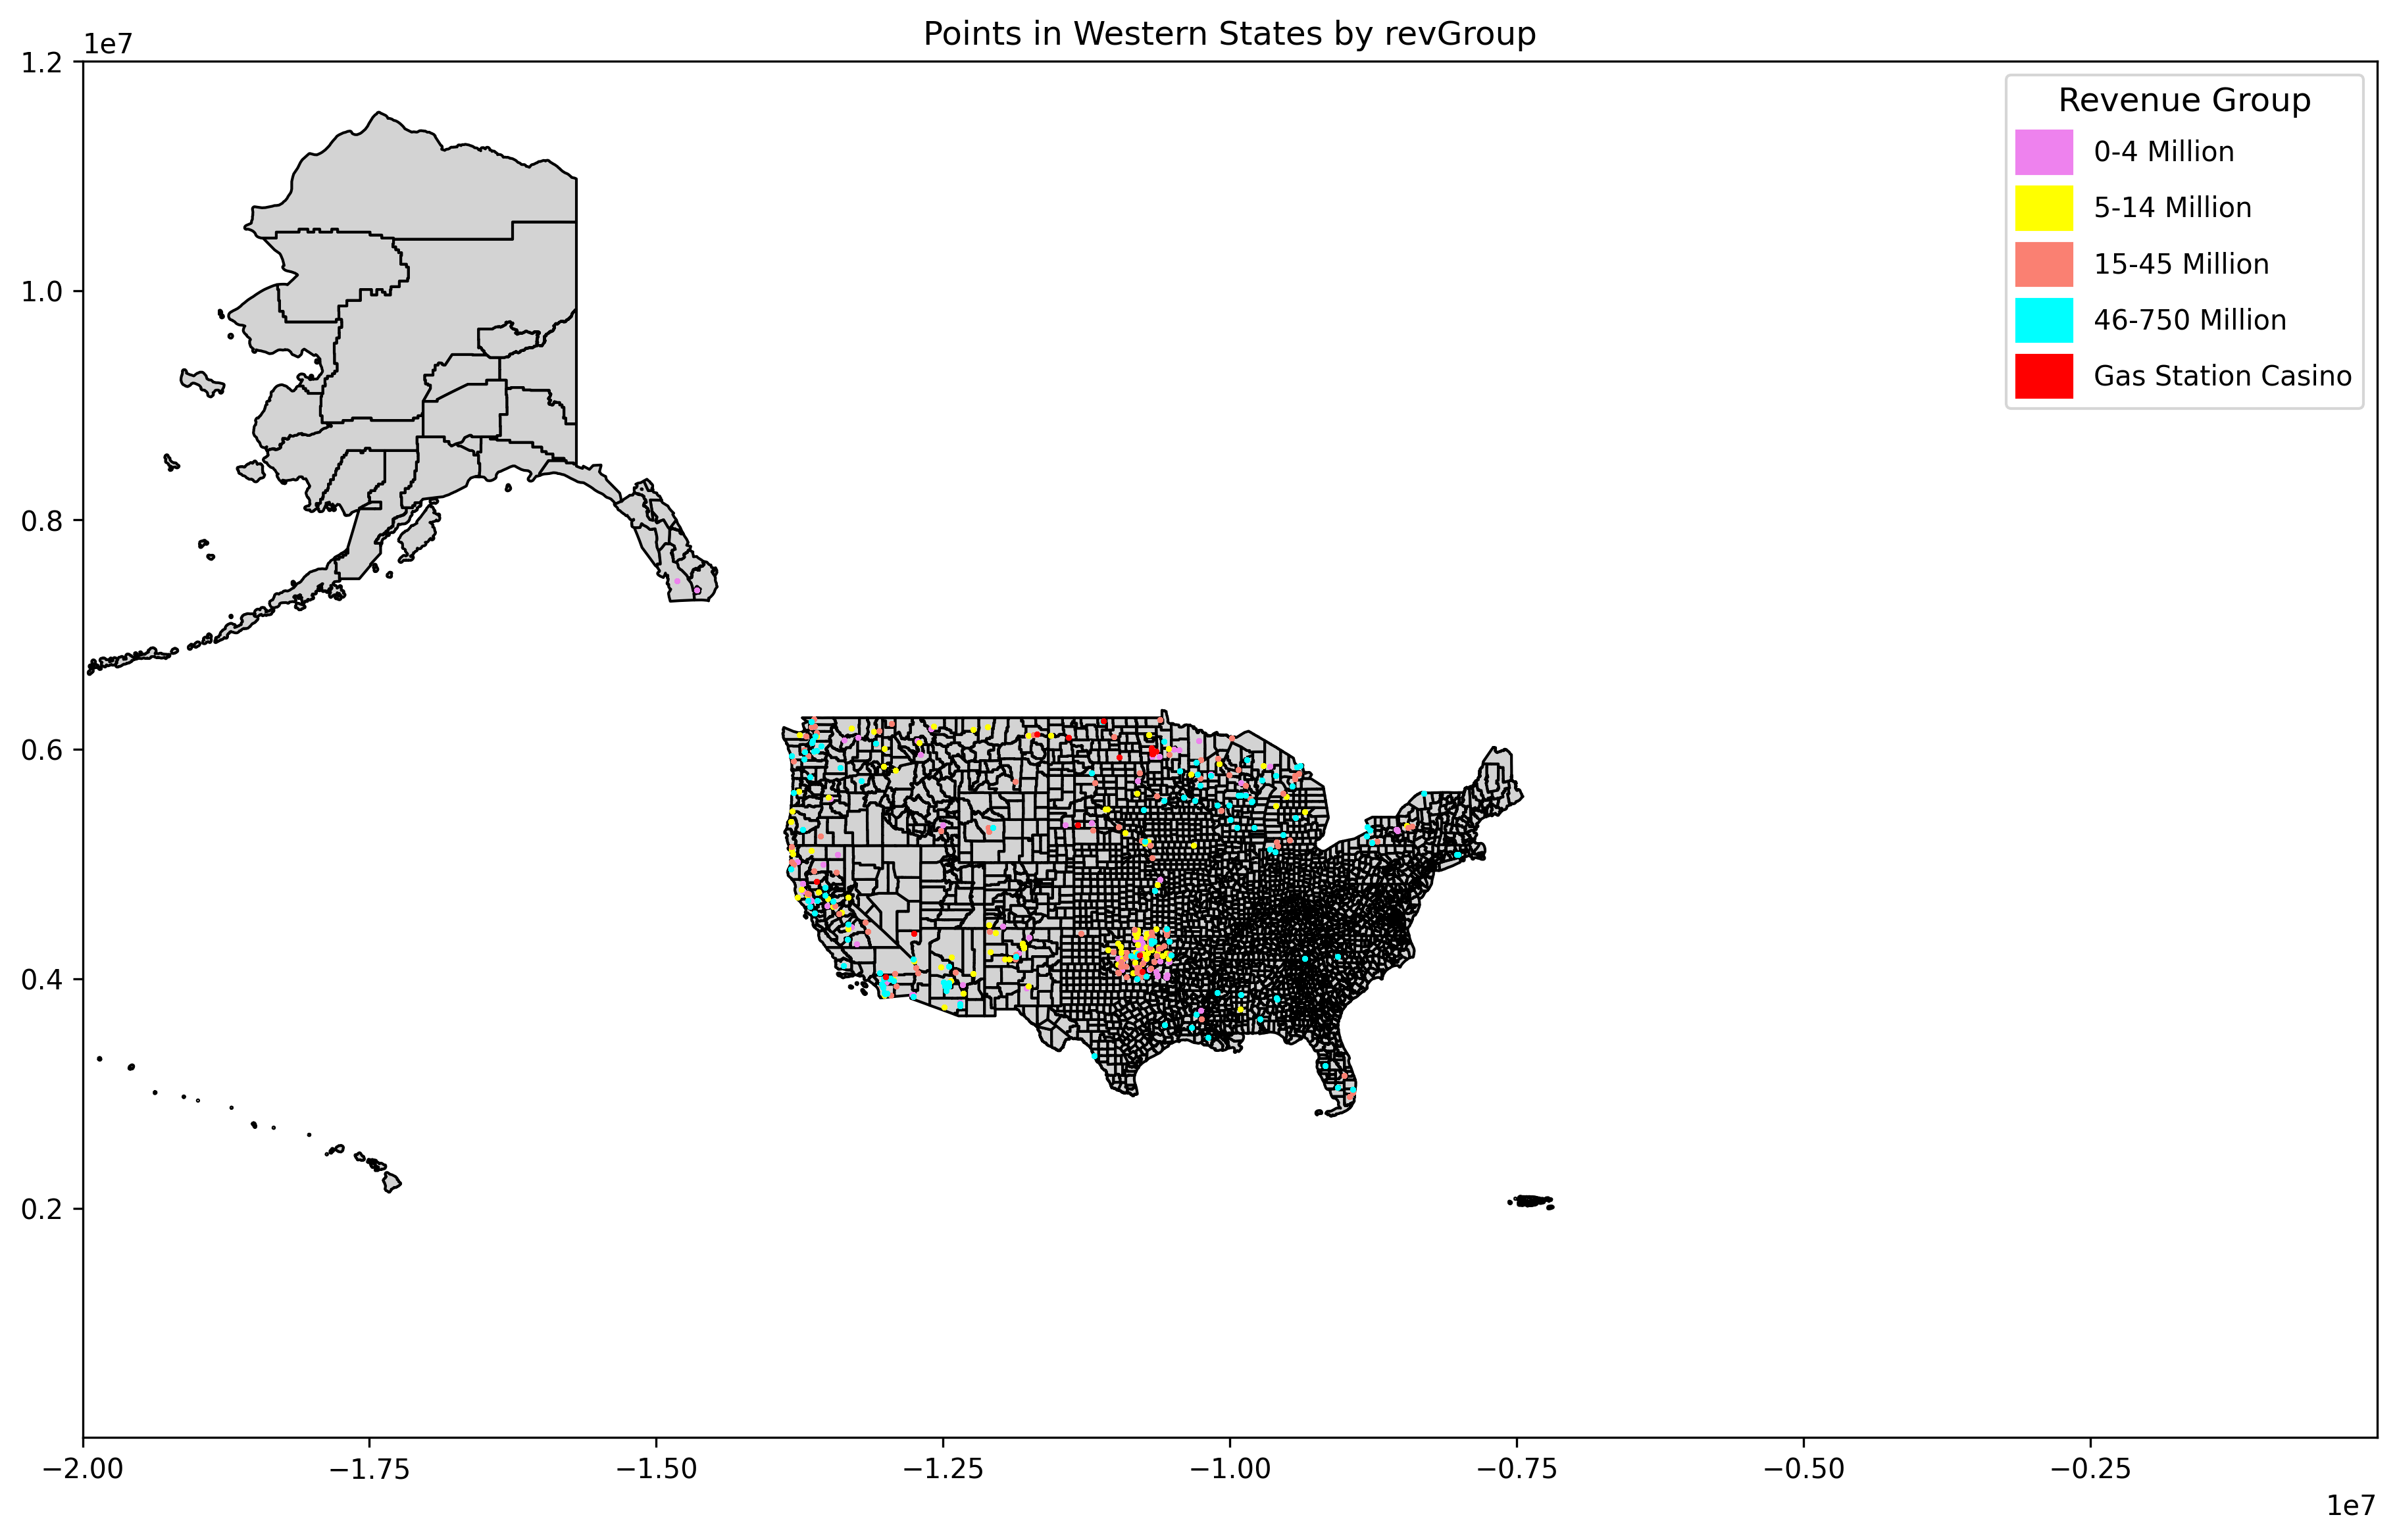 Points in Western States by revGroup
1e7
1.2
1.0
0.8
0.6
0.4
0.2
Revenue Group
0-4 Million
5-14 Million
15-45 Million
46-750 Million
Gas Station Casino
−2.00 −1.75 −1.50 −1.25 −1.00 −0.75 −0.50 −0.25
1e7